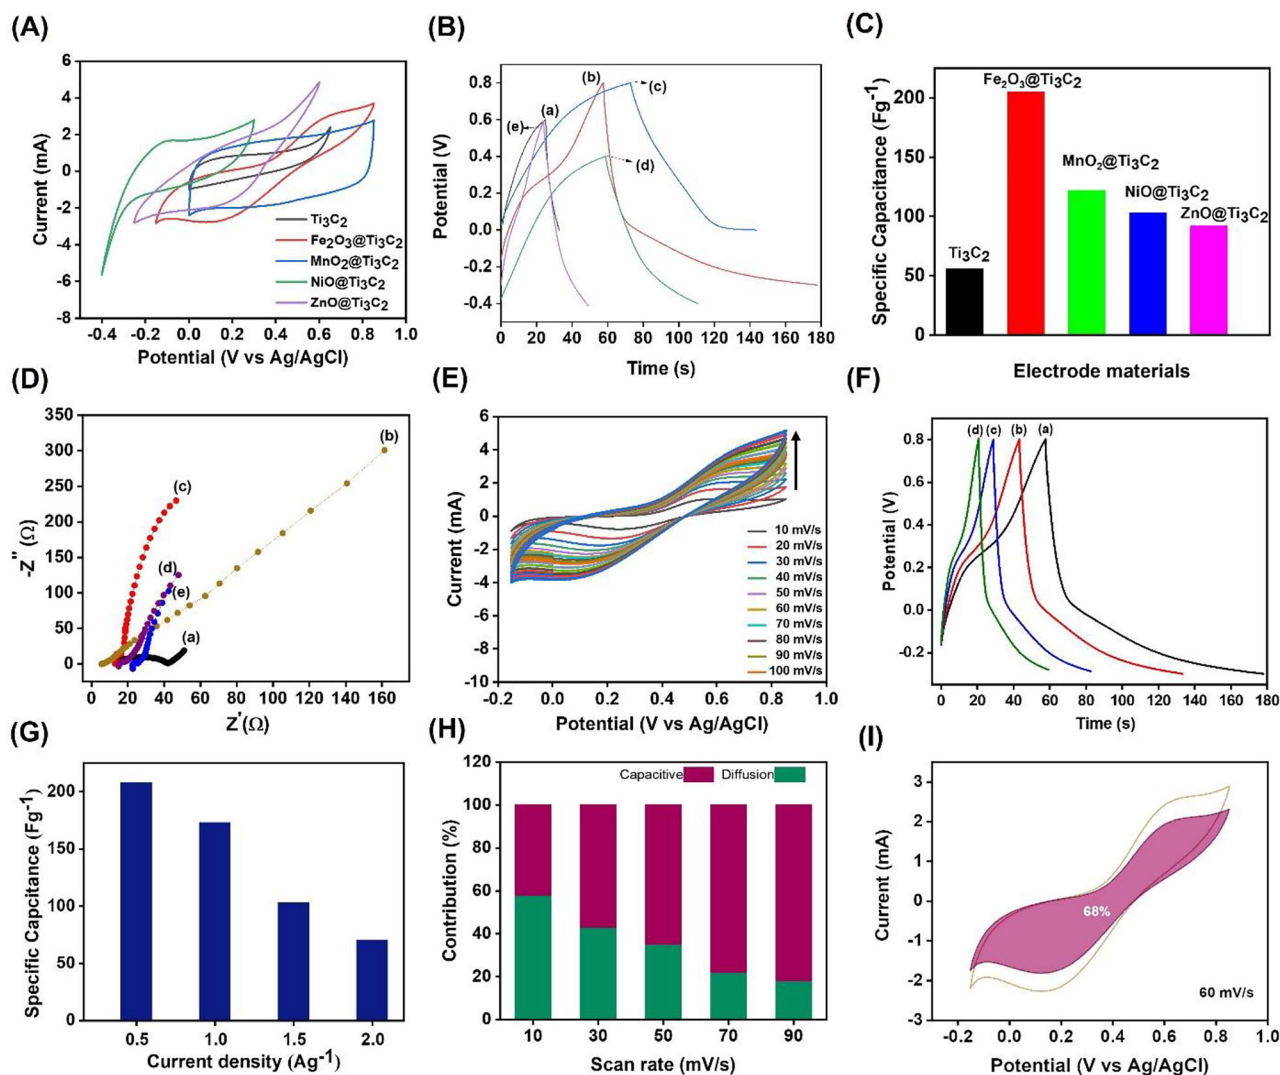 (A)
6
4
2
0
-2
-4
-6
-8
Current (mA)
Ti3C2
Fe2O3@Ti3C2
MnO2@Ti3C2
NiO@Ti3C2
ZnO@Ti3C2
-0.4 -0.2 0.0 0.2 0.4 0.6 0.8 1.0
Potential (V vs Ag/AgCl)
(B)
0.8
0.6
0.4
0.2
0.0
-0.2
-0.4
Potential (V)
(b)
(c)
(a)
(e)
(d)
0 20 40 60 80 100 120 140 160 180
Time (s)
(C)
200
150
100
50
0
Specific Capacitance (Fg-1)
Fe2O3@Ti3C2
MnO2@Ti3C2
NiO@Ti3C2
ZnO@Ti3C2
Ti3C2
Electrode materials
(D)
350
300
250
200
150
100
50
0
-Z'' (Ω)
(b)
(c)
(d)
(e)
(a)
0 20 40 60 80 100 120 140 160 180
Z'(Ω)
(E)
6
4
2
0
-2
-4
-6
-8
-10
Current (mA)
10 mV/s
20 mV/s
30 mV/s
40 mV/s
50 mV/s
60 mV/s
70 mV/s
80 mV/s
90 mV/s
100 mV/s
0.0 0.2 0.4 0.6 0.8 1.0
Potential (V vs Ag/AgCl)
(F)
0.8
0.4
0.0
-0.2
Potential (V)
(d) (c) (b) (a)
0 20 40 60 80 100 120 140 160 180
Time (s)
(G)
200
150
100
50
0
Specific Capcitance (Fg-1)
0.5 1.0 1.5 2.0
Current density (Ag-1)
(H)
120
100
80
60
40
20
0
Contribution (%)
Capacitive Diffusion
10 30 50 70 90
Scan rate (mV/s)
(I)
3
2
1
0
-1
-2
-3
Current (mA)
68%
60 mV/s
-0.2 0.0 0.2 0.4 0.6 0.8 1.0
Potential (V vs Ag/AgCl)